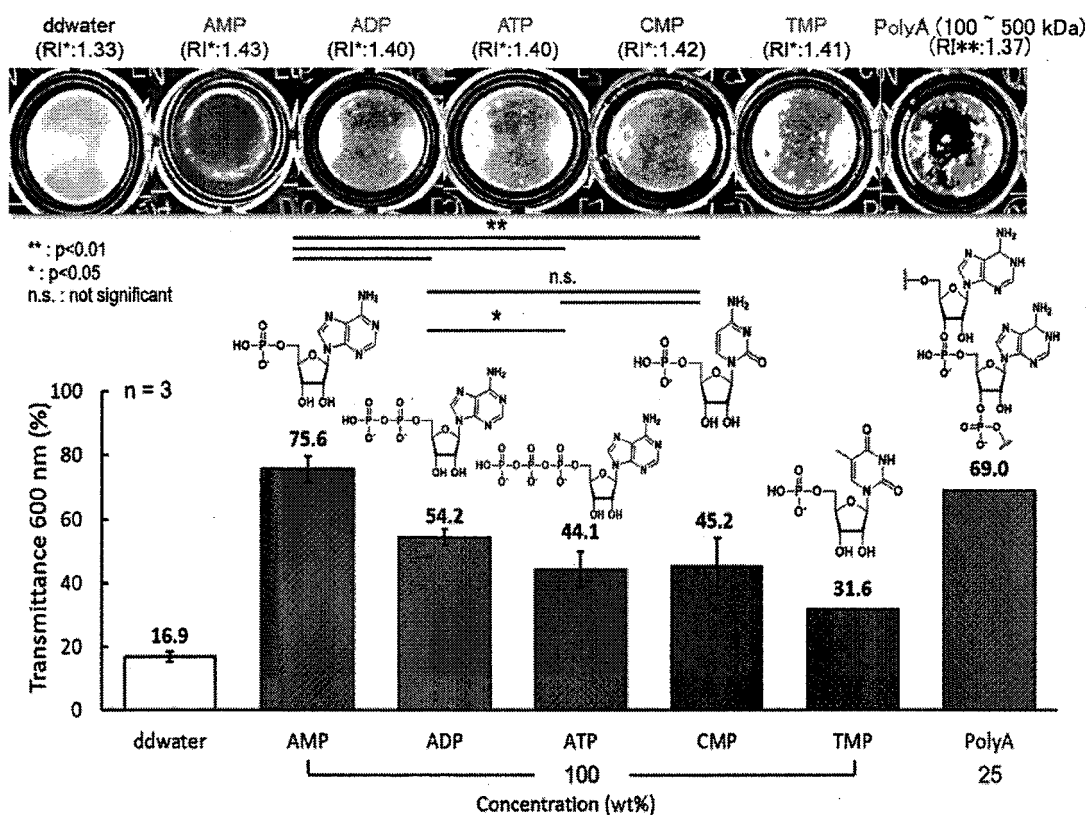 ddwater AMP ADP ATP CMP TMP PolyA (100 ~ 500 kDa)
(RI*:1.33) (RI*:1.43) (RI*:1.40) (RI*:1.40) (RI*:1.42) (RI*:1.41) (RI**:1.37)
** : p<0.01
* : p<0.05
n.s. : not significant
**
n.s.
*
n = 3
Transmittance 600 nm (%)
100
80
60
40
20
0
16.9
75.6
54.2
44.1
45.2
31.6
69.0
ddwater AMP ADP ATP CMP TMP PolyA
100 25
Concentration (wt%)